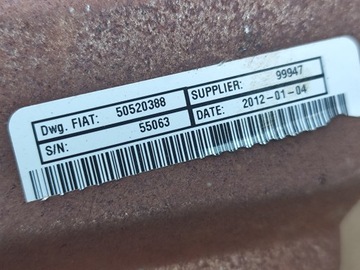 Dwg. FIAT: 50520388 SUPPLIER: 99947
S/N: 55063 DATE: 2012-01-04